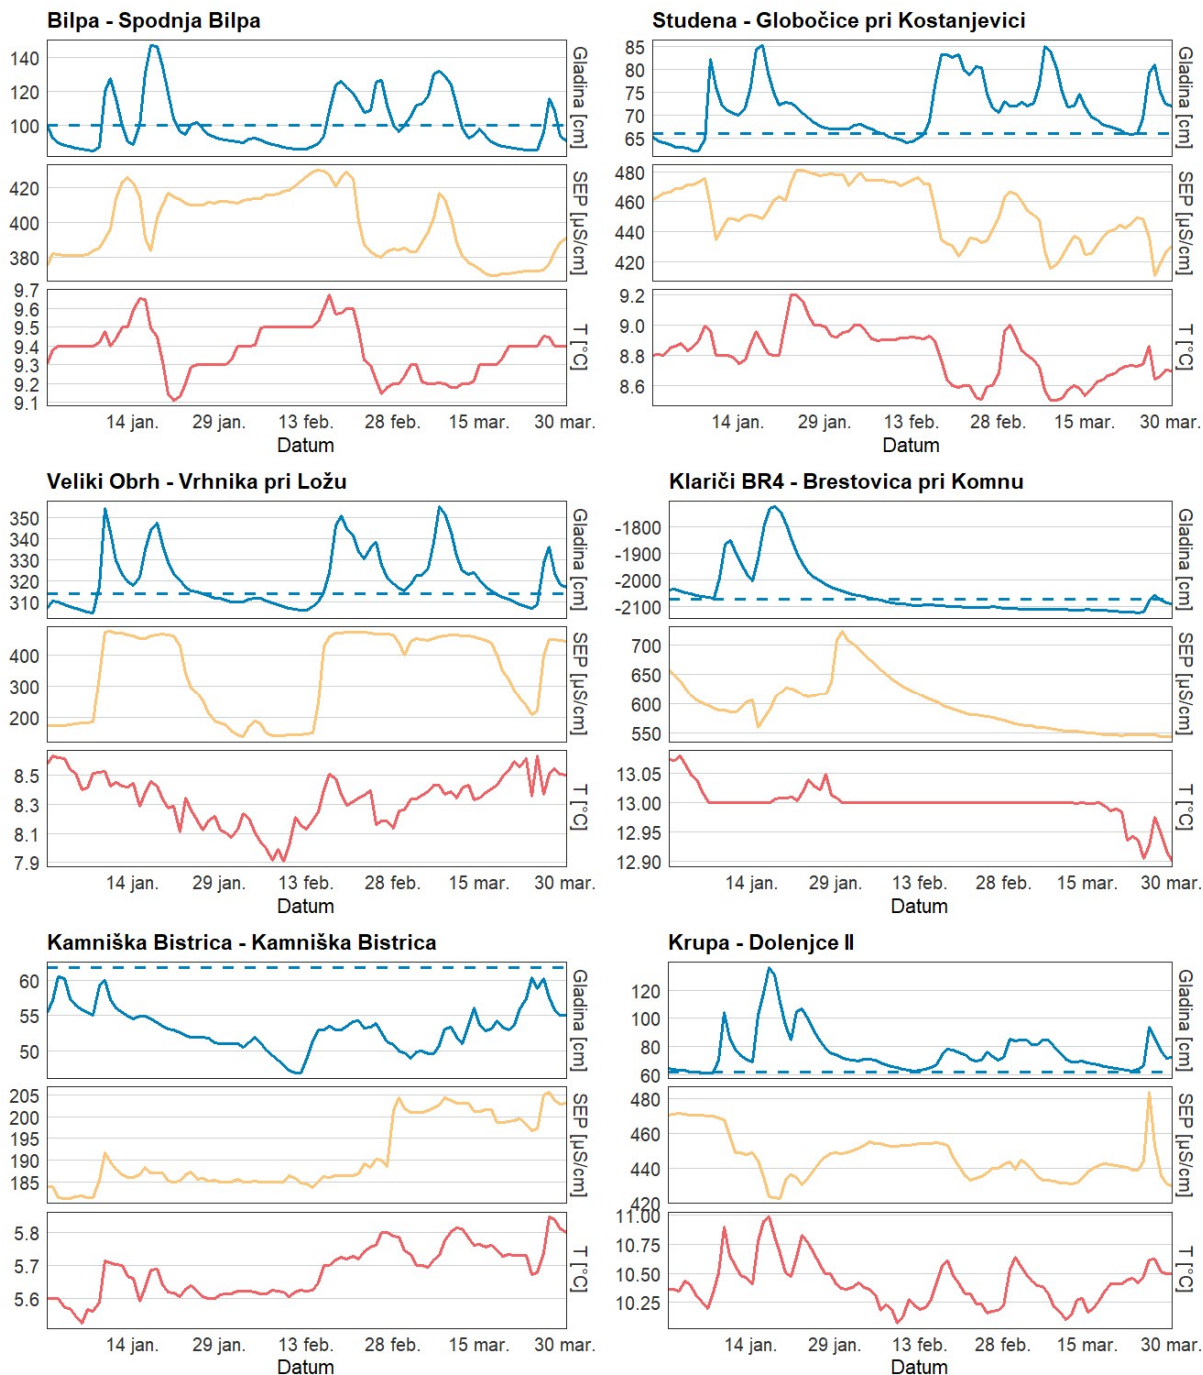 Bilpa - Spodnja Bilpa
140
120
100
Gladina [cm]
420
400
380
SEP [µS/cm]
9.7
9.6
9.5
9.4
9.3
9.2
9.1
T [°C]
14 jan. 29 jan. 13 feb. 28 feb. 15 mar. 30 mar.
Datum
Studena - Globočice pri Kostanjevici
85
80
75
70
65
Gladina [cm]
480
460
440
420
SEP [µS/cm]
9.2
9.0
8.8
8.6
T [°C]
14 jan. 29 jan. 13 feb. 28 feb. 15 mar. 30 mar.
Datum
Veliki Obrh - Vrhnika pri Ložu
350
340
330
320
310
Gladina [cm]
400
300
200
SEP [µS/cm]
8.5
8.3
8.1
7.9
T [°C]
14 jan. 29 jan. 13 feb. 28 feb. 15 mar. 30 mar.
Datum
Klariči BR4 - Brestovica pri Komnu
-1800
-1900
-2000
-2100
Gladina [cm]
700
650
600
550
SEP [µS/cm]
13.05
13.00
12.95
12.90
T [°C]
14 jan. 29 jan. 13 feb. 28 feb. 15 mar. 30 mar.
Datum
Kamniška Bistrica - Kamniška Bistrica
60
55
50
Gladina [cm]
205
200
195
190
185
SEP [µS/cm]
5.8
5.7
5.6
T [°C]
14 jan. 29 jan. 13 feb. 28 feb. 15 mar. 30 mar.
Datum
Krupa - Dolenjce II
120
100
80
60
Gladina [cm]
480
460
440
420
SEP [µS/cm]
11.00
10.75
10.50
10.25
T [°C]
14 jan. 29 jan. 13 feb. 28 feb. 15 mar. 30 mar.
Datum